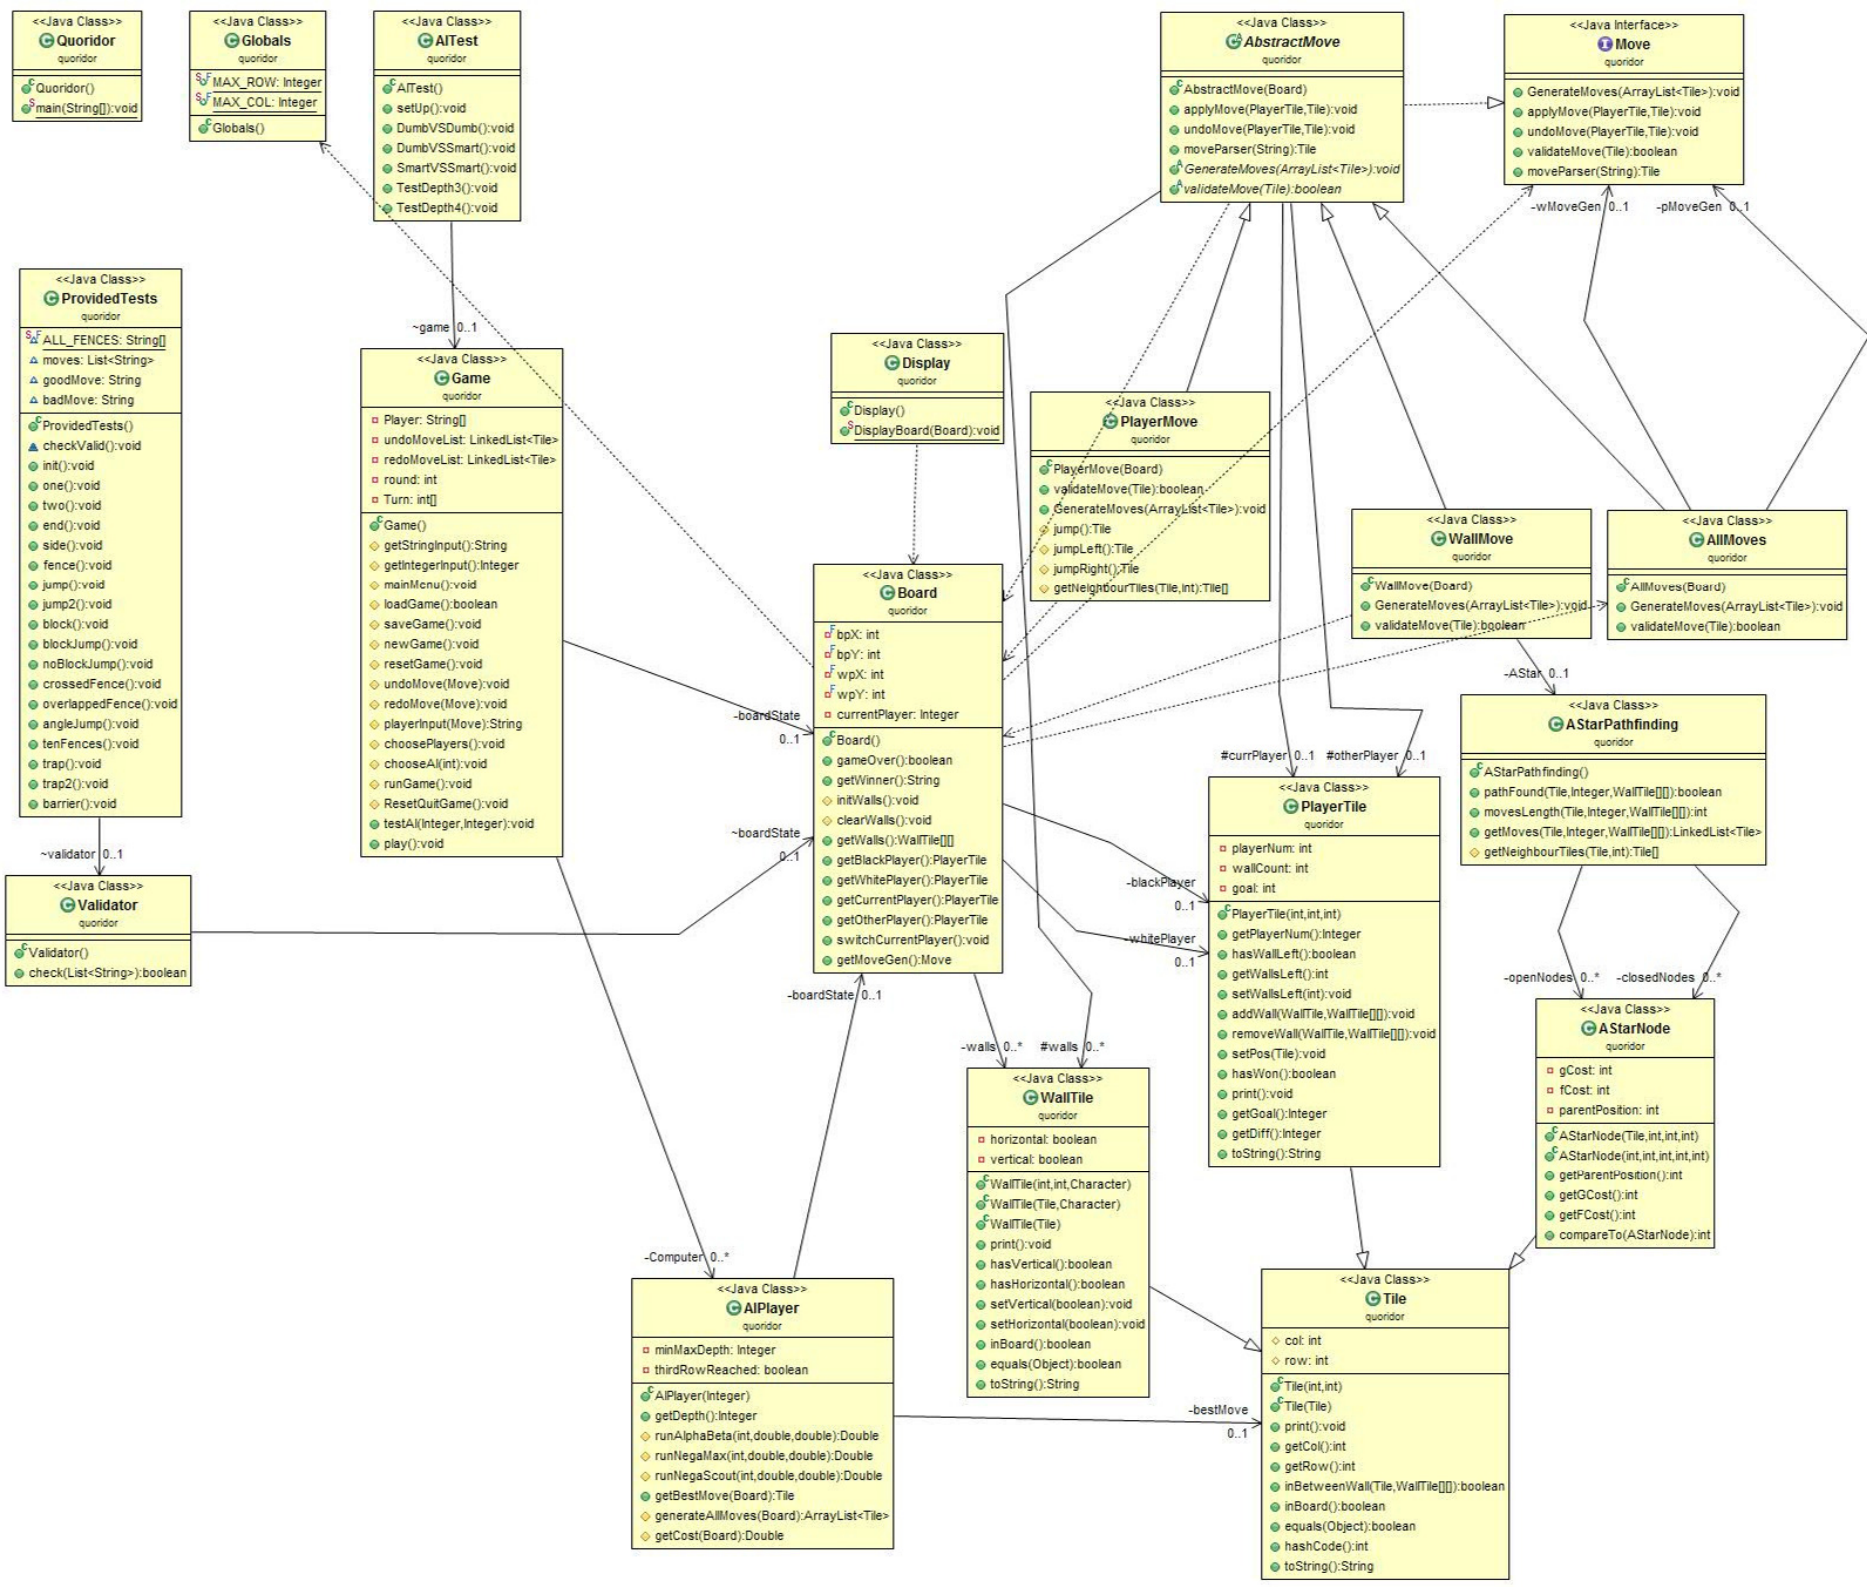 <<Java Class>>
Quoridor
quoridor
Quoridor()
main(String[]):void
<<Java Class>>
Globals
quoridor
MAX_ROW: Integer
MAX_COL: Integer
Globals()
<<Java Class>>
AITest
quoridor
AITest()
setUp():void
DumbVSDumb():void
DumbVSSmart():void
SmartVSSmart():void
TestDepth3():void
TestDepth4():void
<<Java Class>>
AbstractMove
quoridor
AbstractMove(Board)
applyMove(PlayerTile,Tile):void
undoMove(PlayerTile,Tile):void
moveParser(String):Tile
GenerateMoves(ArrayList<Tile>):void
validateMove(Tile):boolean
<<Java Interface>>
Move
quoridor
GenerateMoves(ArrayList<Tile>):void
applyMove(PlayerTile,Tile):void
undoMove(PlayerTile,Tile):void
validateMove(Tile):boolean
moveParser(String):Tile
-wMoveGen 0..1
-pMoveGen 0..1
<<Java Class>>
ProvidedTests
quoridor
ALL_FENCES: String[]
moves: List<String>
goodMove: String
badMove: String
ProvidedTests()
checkValid():void
init():void
one():void
two():void
end():void
side():void
fence():void
jump():void
jump2():void
block():void
blockJump():void
noBlockJump():void
crossedFence():void
overlappedFence():void
angleJump():void
tenFences():void
trap():void
trap2():void
barrier():void
~validator 0..1
<<Java Class>>
Validator
quoridor
Validator()
check(List<String>):boolean
~game 0..1
<<Java Class>>
Game
quoridor
Player: String[]
undoMoveList: LinkedList<Tile>
redoMoveList: LinkedList<Tile>
round: int
Turn: int[]
Game()
getStringInput():String
getIntegerInput():Integer
mainMenu():void
loadGame():boolean
saveGame():void
newGame():void
resetGame():void
undoMove(Move):void
redoMove(Move):void
playerInput(Move):String
choosePlayers():void
chooseAI(int):void
runGame():void
ResetQuitGame():void
testAI(Integer,Integer):void
play():void
<<Java Class>>
Display
quoridor
Display()
DisplayBoard(Board):void
<<Java Class>>
PlayerMove
quoridor
PlayerMove(Board)
validateMove(Tile):boolean
GenerateMoves(ArrayList<Tile>):void
jump():Tile
jumpLeft():Tile
jumpRight():Tile
getNeighbourTiles(Tile,int):Tile[]
<<Java Class>>
WallMove
quoridor
WallMove(Board)
GenerateMoves(ArrayList<Tile>):void
validateMove(Tile):boolean
<<Java Class>>
AllMoves
quoridor
AllMoves(Board)
GenerateMoves(ArrayList<Tile>):void
validateMove(Tile):boolean
-boardState
0..1
~boardState
0..1
<<Java Class>>
Board
quoridor
bpX: int
bpY: int
wpX: int
wpY: int
currentPlayer: Integer
Board()
gameOver():boolean
getWinner():String
initWalls():void
clearWalls():void
getWalls():WallTile[][]
getBlackPlayer():PlayerTile
getWhitePlayer():PlayerTile
getCurrentPlayer():PlayerTile
getOtherPlayer():PlayerTile
switchCurrentPlayer():void
getMoveGen():Move
-boardState 0..1
-AStar 0..1
<<Java Class>>
AStarPathfinding
quoridor
AStarPathfinding()
pathFound(Tile,Integer,WallTile[][]):boolean
movesLength(Tile,Integer,WallTile[][]):int
getMoves(Tile,Integer,WallTile[][]):LinkedList<Tile>
getNeighbourTiles(Tile,int):Tile[]
#currPlayer 0..1
#otherPlayer 0..1
-blackPlayer
0..1
-whitePlayer
0..1
<<Java Class>>
PlayerTile
quoridor
playerNum: int
wallCount: int
goal: int
PlayerTile(int,int,int)
getPlayerNum():Integer
hasWallLeft():boolean
getWallsLeft():int
setWallsLeft(int):void
addWall(WallTile,WallTile[][]):void
removeWall(WallTile,WallTile[][]):void
setPos(Tile):void
hasWon():boolean
print():void
getGoal():Integer
getDiff():Integer
toString():String
-openNodes 0..*
-closedNodes 0..*
<<Java Class>>
AStarNode
quoridor
gCost: int
fCost: int
parentPosition: int
AStarNode(Tile,int,int,int)
AStarNode(int,int,int,int,int)
getParentPosition():int
getGCost():int
getFCost():int
compareTo(AStarNode):int
-walls 0..*
#walls 0..*
<<Java Class>>
WallTile
quoridor
horizontal: boolean
vertical: boolean
WallTile(int,int,Character)
WallTile(Tile,Character)
WallTile(Tile)
print():void
hasVertical():boolean
hasHorizontal():boolean
setVertical(boolean):void
setHorizontal(boolean):void
inBoard():boolean
equals(Object):boolean
toString():String
-Computer 0..*
<<Java Class>>
AIPlayer
quoridor
minMaxDepth: Integer
thirdRowReached: boolean
AIPlayer(Integer)
getDepth():Integer
runAlphaBeta(int,double,double):Double
runNegaMax(int,double,double):Double
runNegaScout(int,double,double):Double
getBestMove(Board):Tile
generateAllMoves(Board):ArrayList<Tile>
getCost(Board):Double
-bestMove
0..1
<<Java Class>>
Tile
quoridor
col: int
row: int
Tile(int,int)
Tile(Tile)
print():void
getCol():int
getRow():int
inBetweenWall(Tile,WallTile[][]):boolean
inBoard():boolean
equals(Object):boolean
hashCode():int
toString():String